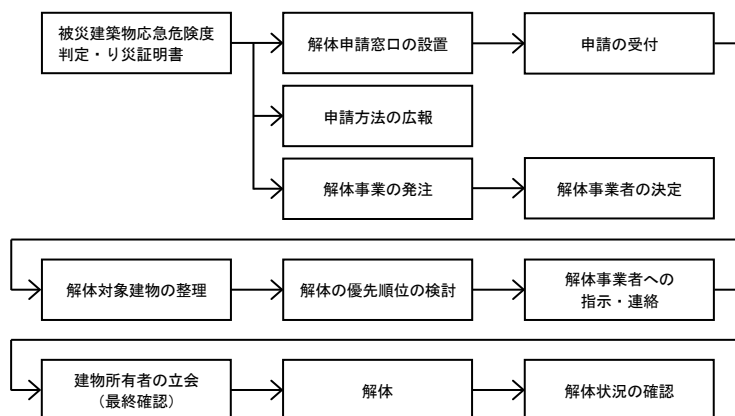 被災建築物応急危険度
判定・り災証明書
解体申請窓口の設置
申請の受付
申請方法の広報
解体事業の発注
解体事業者の決定
解体対象建物の整理
解体の優先順位の検討
解体事業者への
指示・連絡
建物所有者の立会
（最終確認）
解体
解体状況の確認